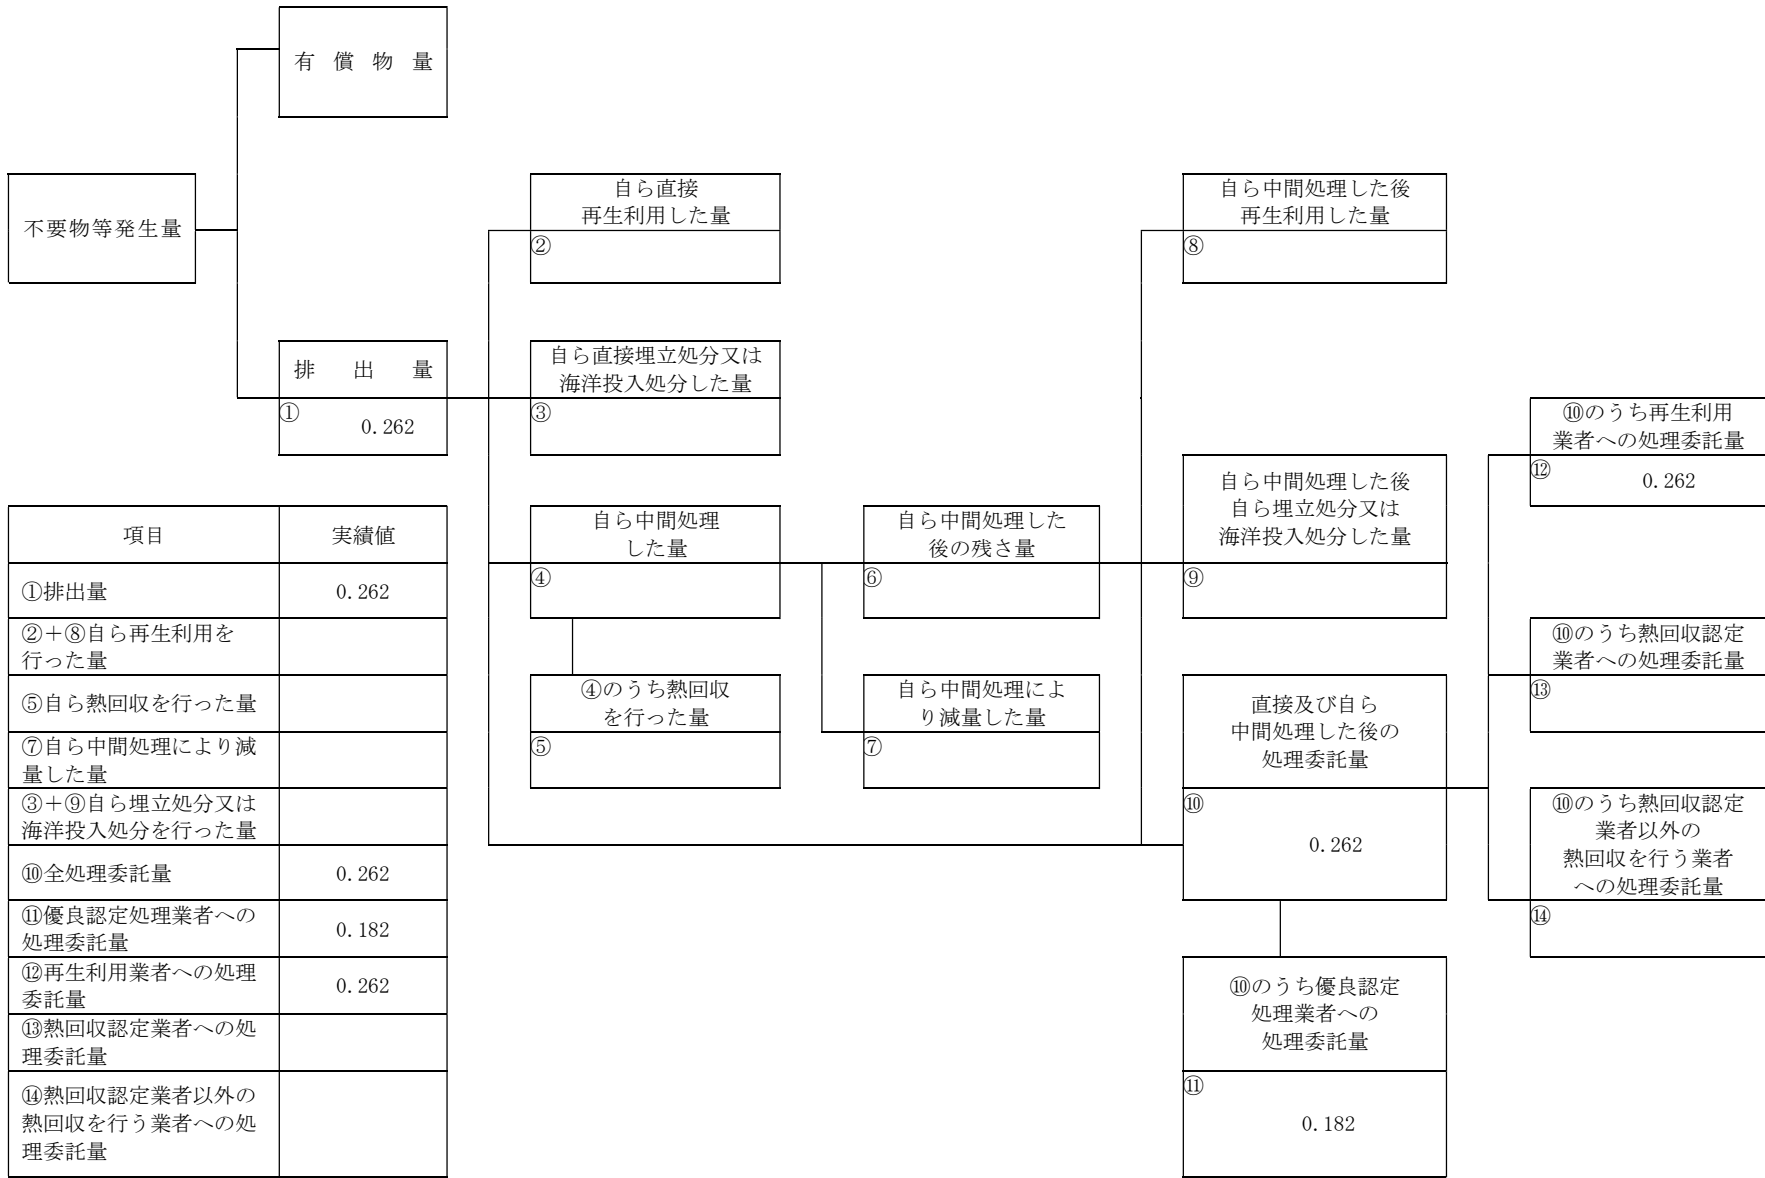 有償物量
不要物等発生量
排出量
① 0.262
自ら直接
再生利用した量
②
自ら直接埋立処分又は
海洋投入処分した量
③
自ら中間処理
した量
④
④のうち熱回収
を行った量
⑤
自ら中間処理した
後の残さ量
⑥
自ら中間処理によ
り減量した量
⑦
自ら中間処理した後
再生利用した量
⑧
自ら中間処理した後
自ら埋立処分又は
海洋投入処分した量
⑨
直接及び自ら
中間処理した後の
処理委託量
⑩
0.262
⑩のうち優良認定
処理業者への
処理委託量
⑪
0.182
⑩のうち再生利用
業者への処理委託量
⑫ 0.262
⑩のうち熱回収認定
業者への処理委託量
⑬
⑩のうち熱回収認定
業者以外の
熱回収を行う業者
への処理委託量
⑭
項目 実績値
①排出量 0.262
②＋⑧自ら再生利用を
行った量
⑤自ら熱回収を行った量
⑦自ら中間処理により減
量した量
③＋⑨自ら埋立処分又は
海洋投入処分を行った量
⑩全処理委託量 0.262
⑪優良認定処理業者への
処理委託量 0.182
⑫再生利用業者への処理
委託量 0.262
⑬熱回収認定業者への処
理委託量
⑭熱回収認定業者以外の
熱回収を行う業者への処
理委託量